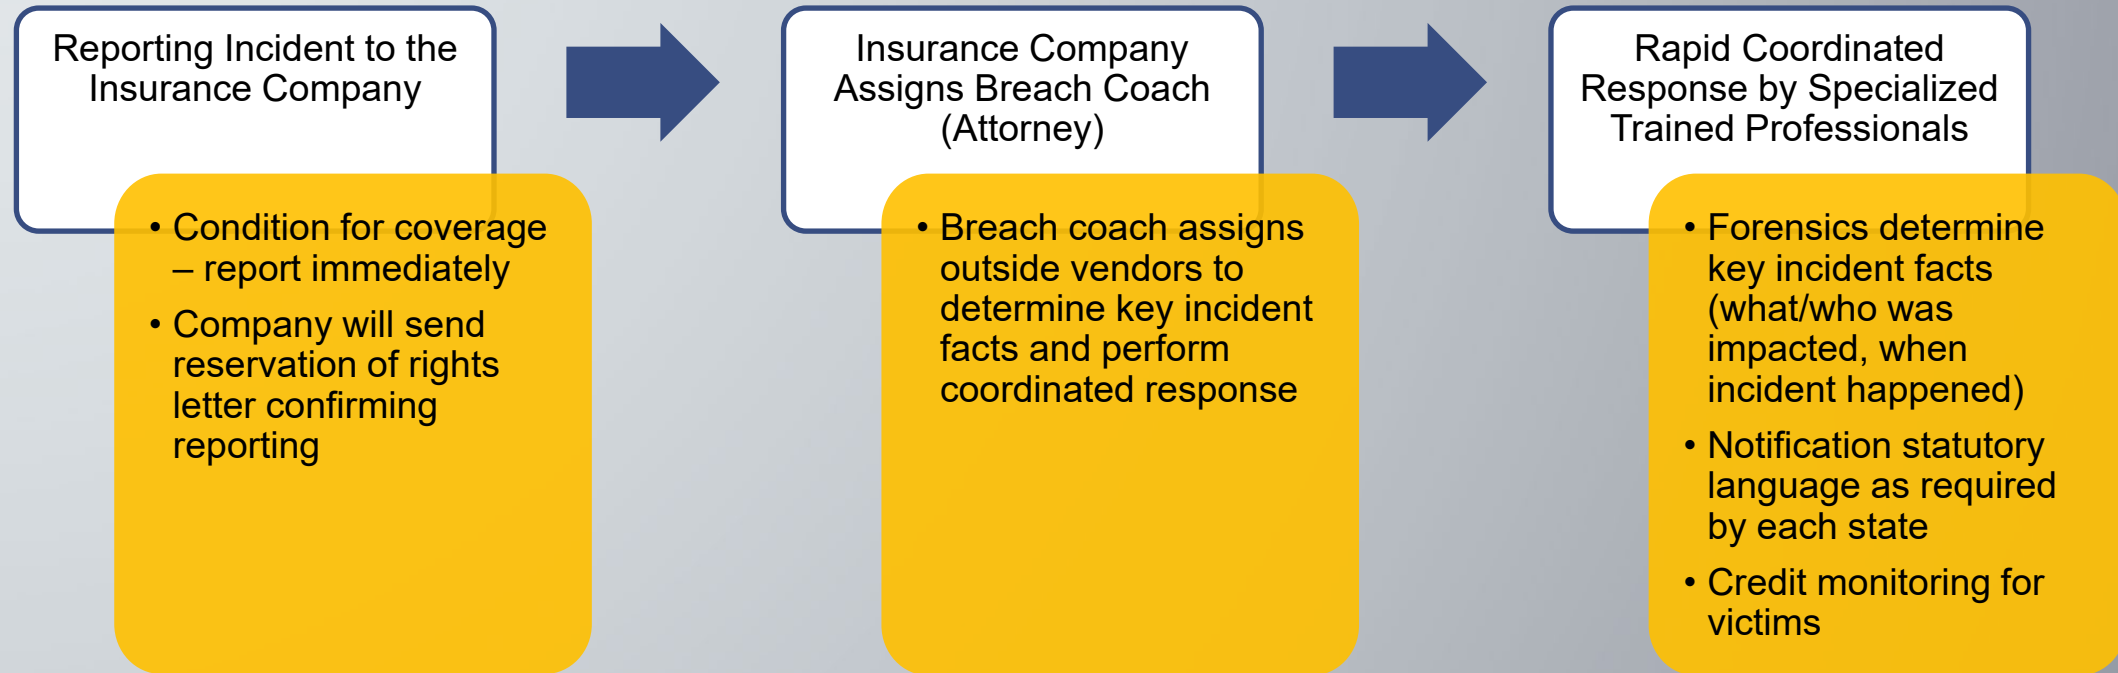 Reporting Incident to the
Insurance Company
• Condition for coverage
– report immediately
• Company will send
reservation of rights
letter confirming
reporting
Insurance Company
Assigns Breach Coach
(Attorney)
• Breach coach assigns
outside vendors to
determine key incident
facts and perform
coordinated response
Rapid Coordinated
Response by Specialized
Trained Professionals
• Forensics determine
key incident facts
(what/who was
impacted, when
incident happened)
• Notification statutory
language as required
by each state
• Credit monitoring for
victims